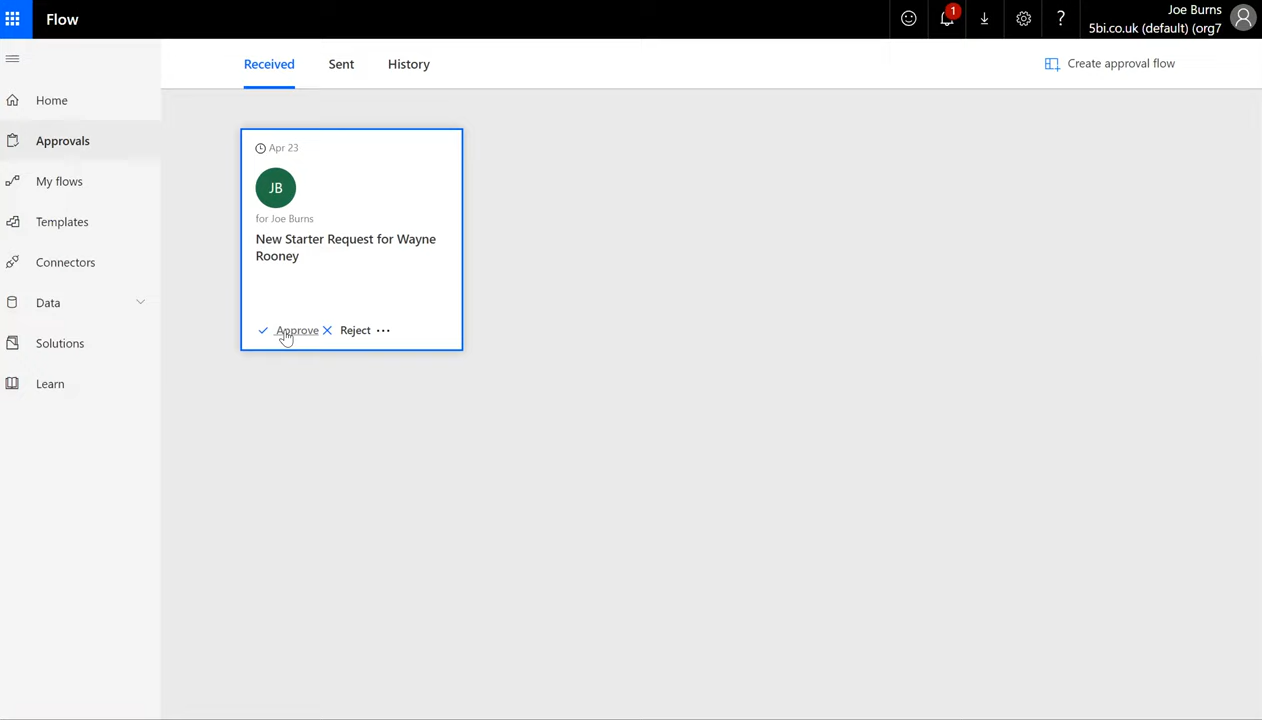 Flow
1
Joe Burns
5bi.co.uk (default) (org7
?
Received
Sent
History
Create approval flow
Home
Approvals
My flows
Templates
Connectors
Data
Solutions
Learn
Apr 23
JB
for Joe Burns
New Starter Request for Wayne
Rooney
Approve
Reject